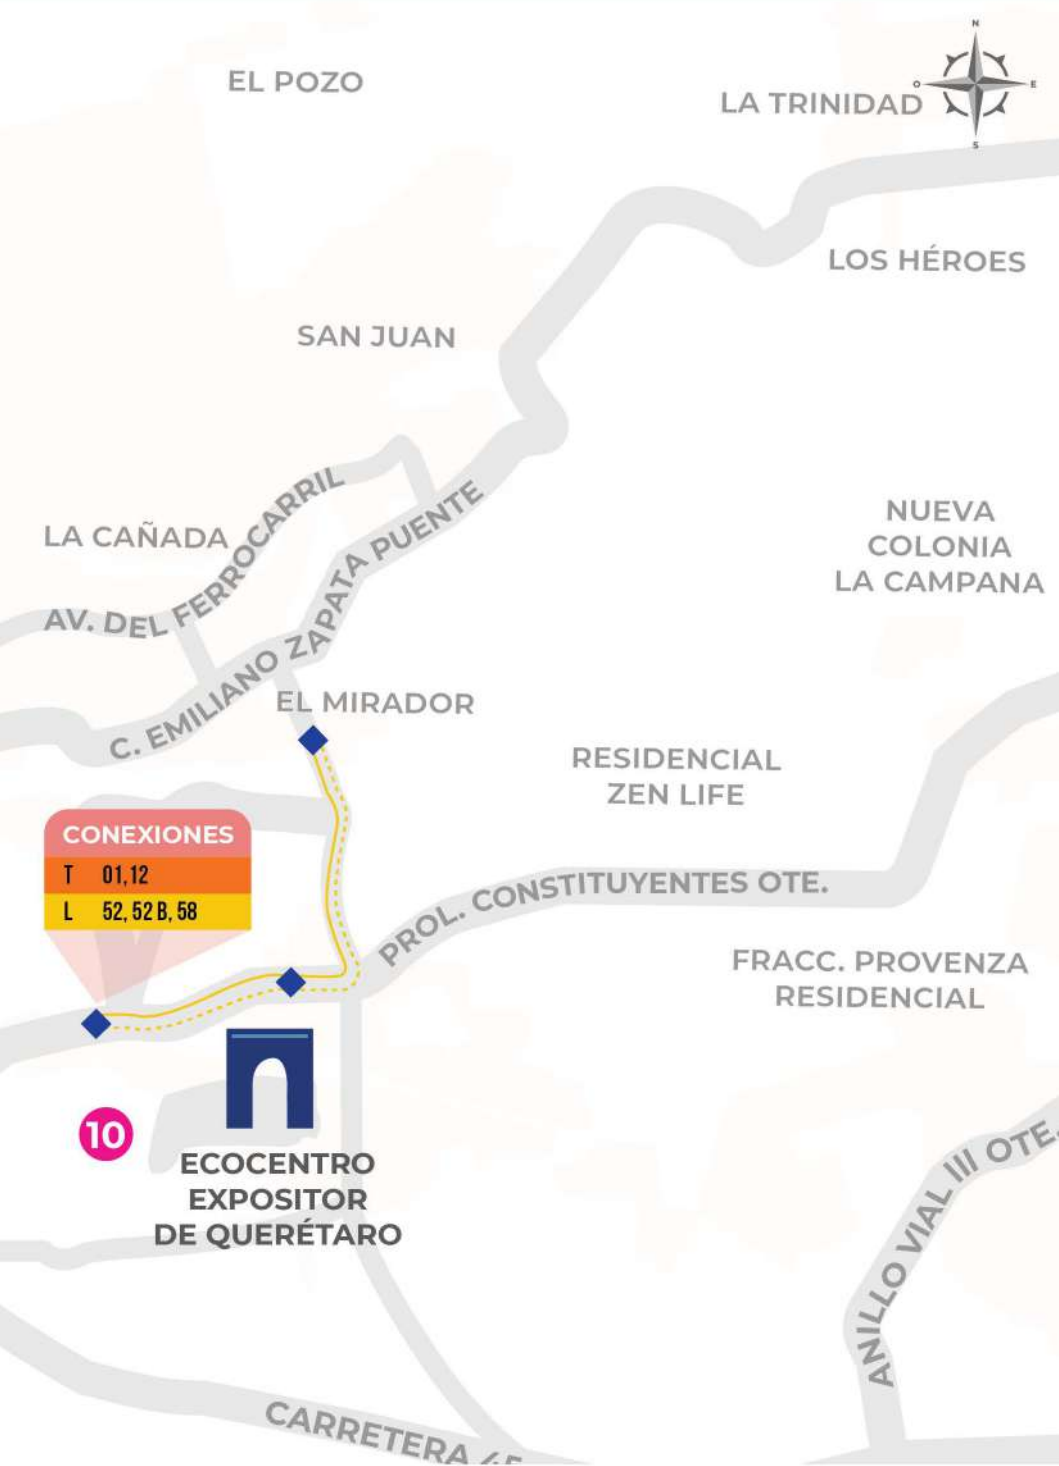 N
EL POZO
LA TRINIDAD
O
E
S
LOS HÉROES
SAN JUAN
AV. DEL FERROCARRIL
C. EMILIANO ZAPATA PUENTE
LA CAÑADA
NUEVA
COLONIA
LA CAMPANA
EL MIRADOR
RESIDENCIAL
ZEN LIFE
CONEXIONES
T 01,12
L 52, 52 B, 58
PROL. CONSTITUYENTES OTE.
FRACC. PROVENZA
RESIDENCIAL
10
ECOCENTRO
EXPOSITOR
DE QUERÉTARO
ANILLO VIAL III OTE.
CARRETERA